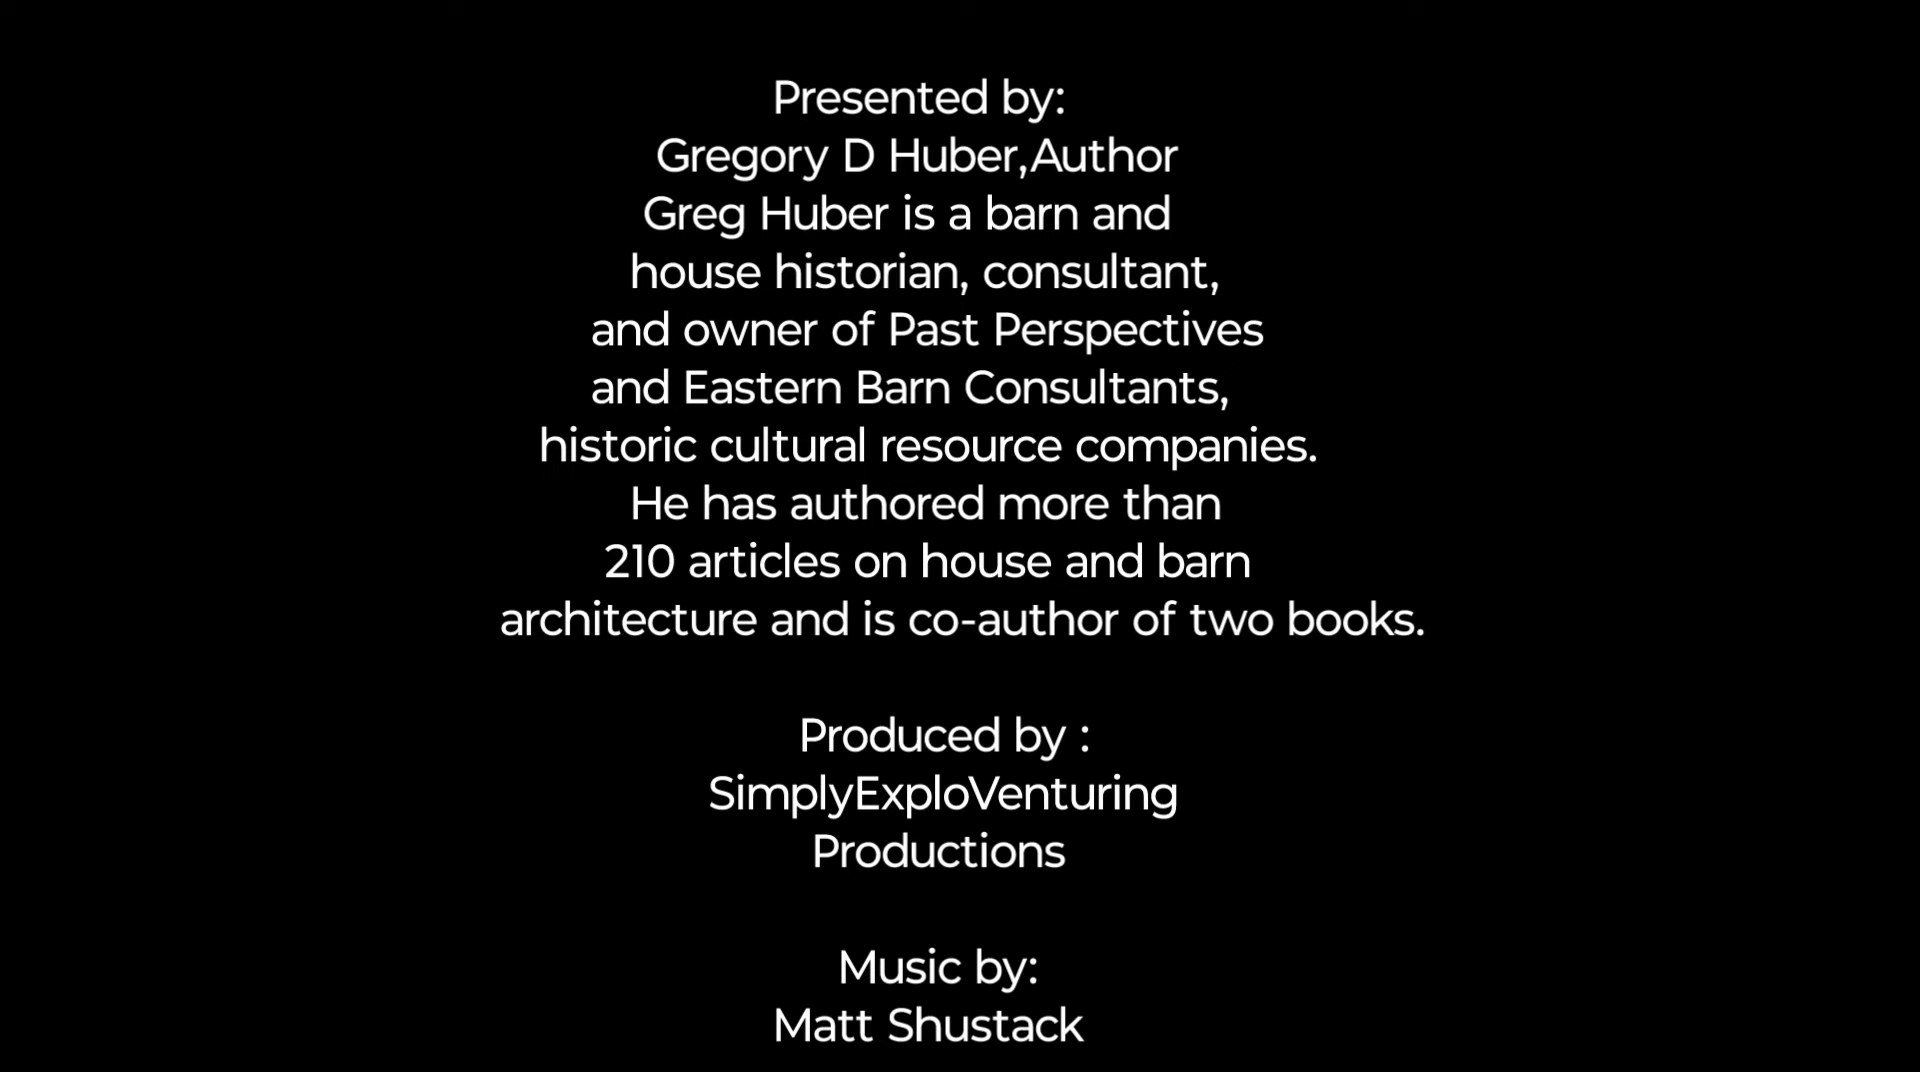 Presented by:
Gregory D Huber,Author
Greg Huber is a barn and
house historian, consultant,
and owner of Past Perspectives
and Eastern Barn Consultants,
historic cultural resource companies.
He has authored more than
210 articles on house and barn
architecture and is co-author of two books.
Produced by :
SimplyExploVenturing
Productions
Music by:
Matt Shustack